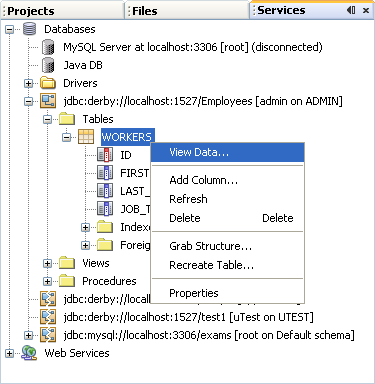 Projects Files Services
Databases
MySQL Server at localhost:3306 [root] (disconnected)
Java DB
Drivers
jdbc:derby://localhost:1527/Employees [admin on ADMIN]
Tables
WORKERS
ID View Data...
FIRST
LAST_ Add Column...
JOB_T Refresh
Indexe Delete Delete
Foreig Grab Structure...
Views Recreate Table...
Procedures Properties
jdbc:derby://localhost:1527/
jdbc:derby://localhost:1527/test1 [uTest on UTEST]
jdbc:mysql://localhost:3306/exams [root on Default schema]
Web Services